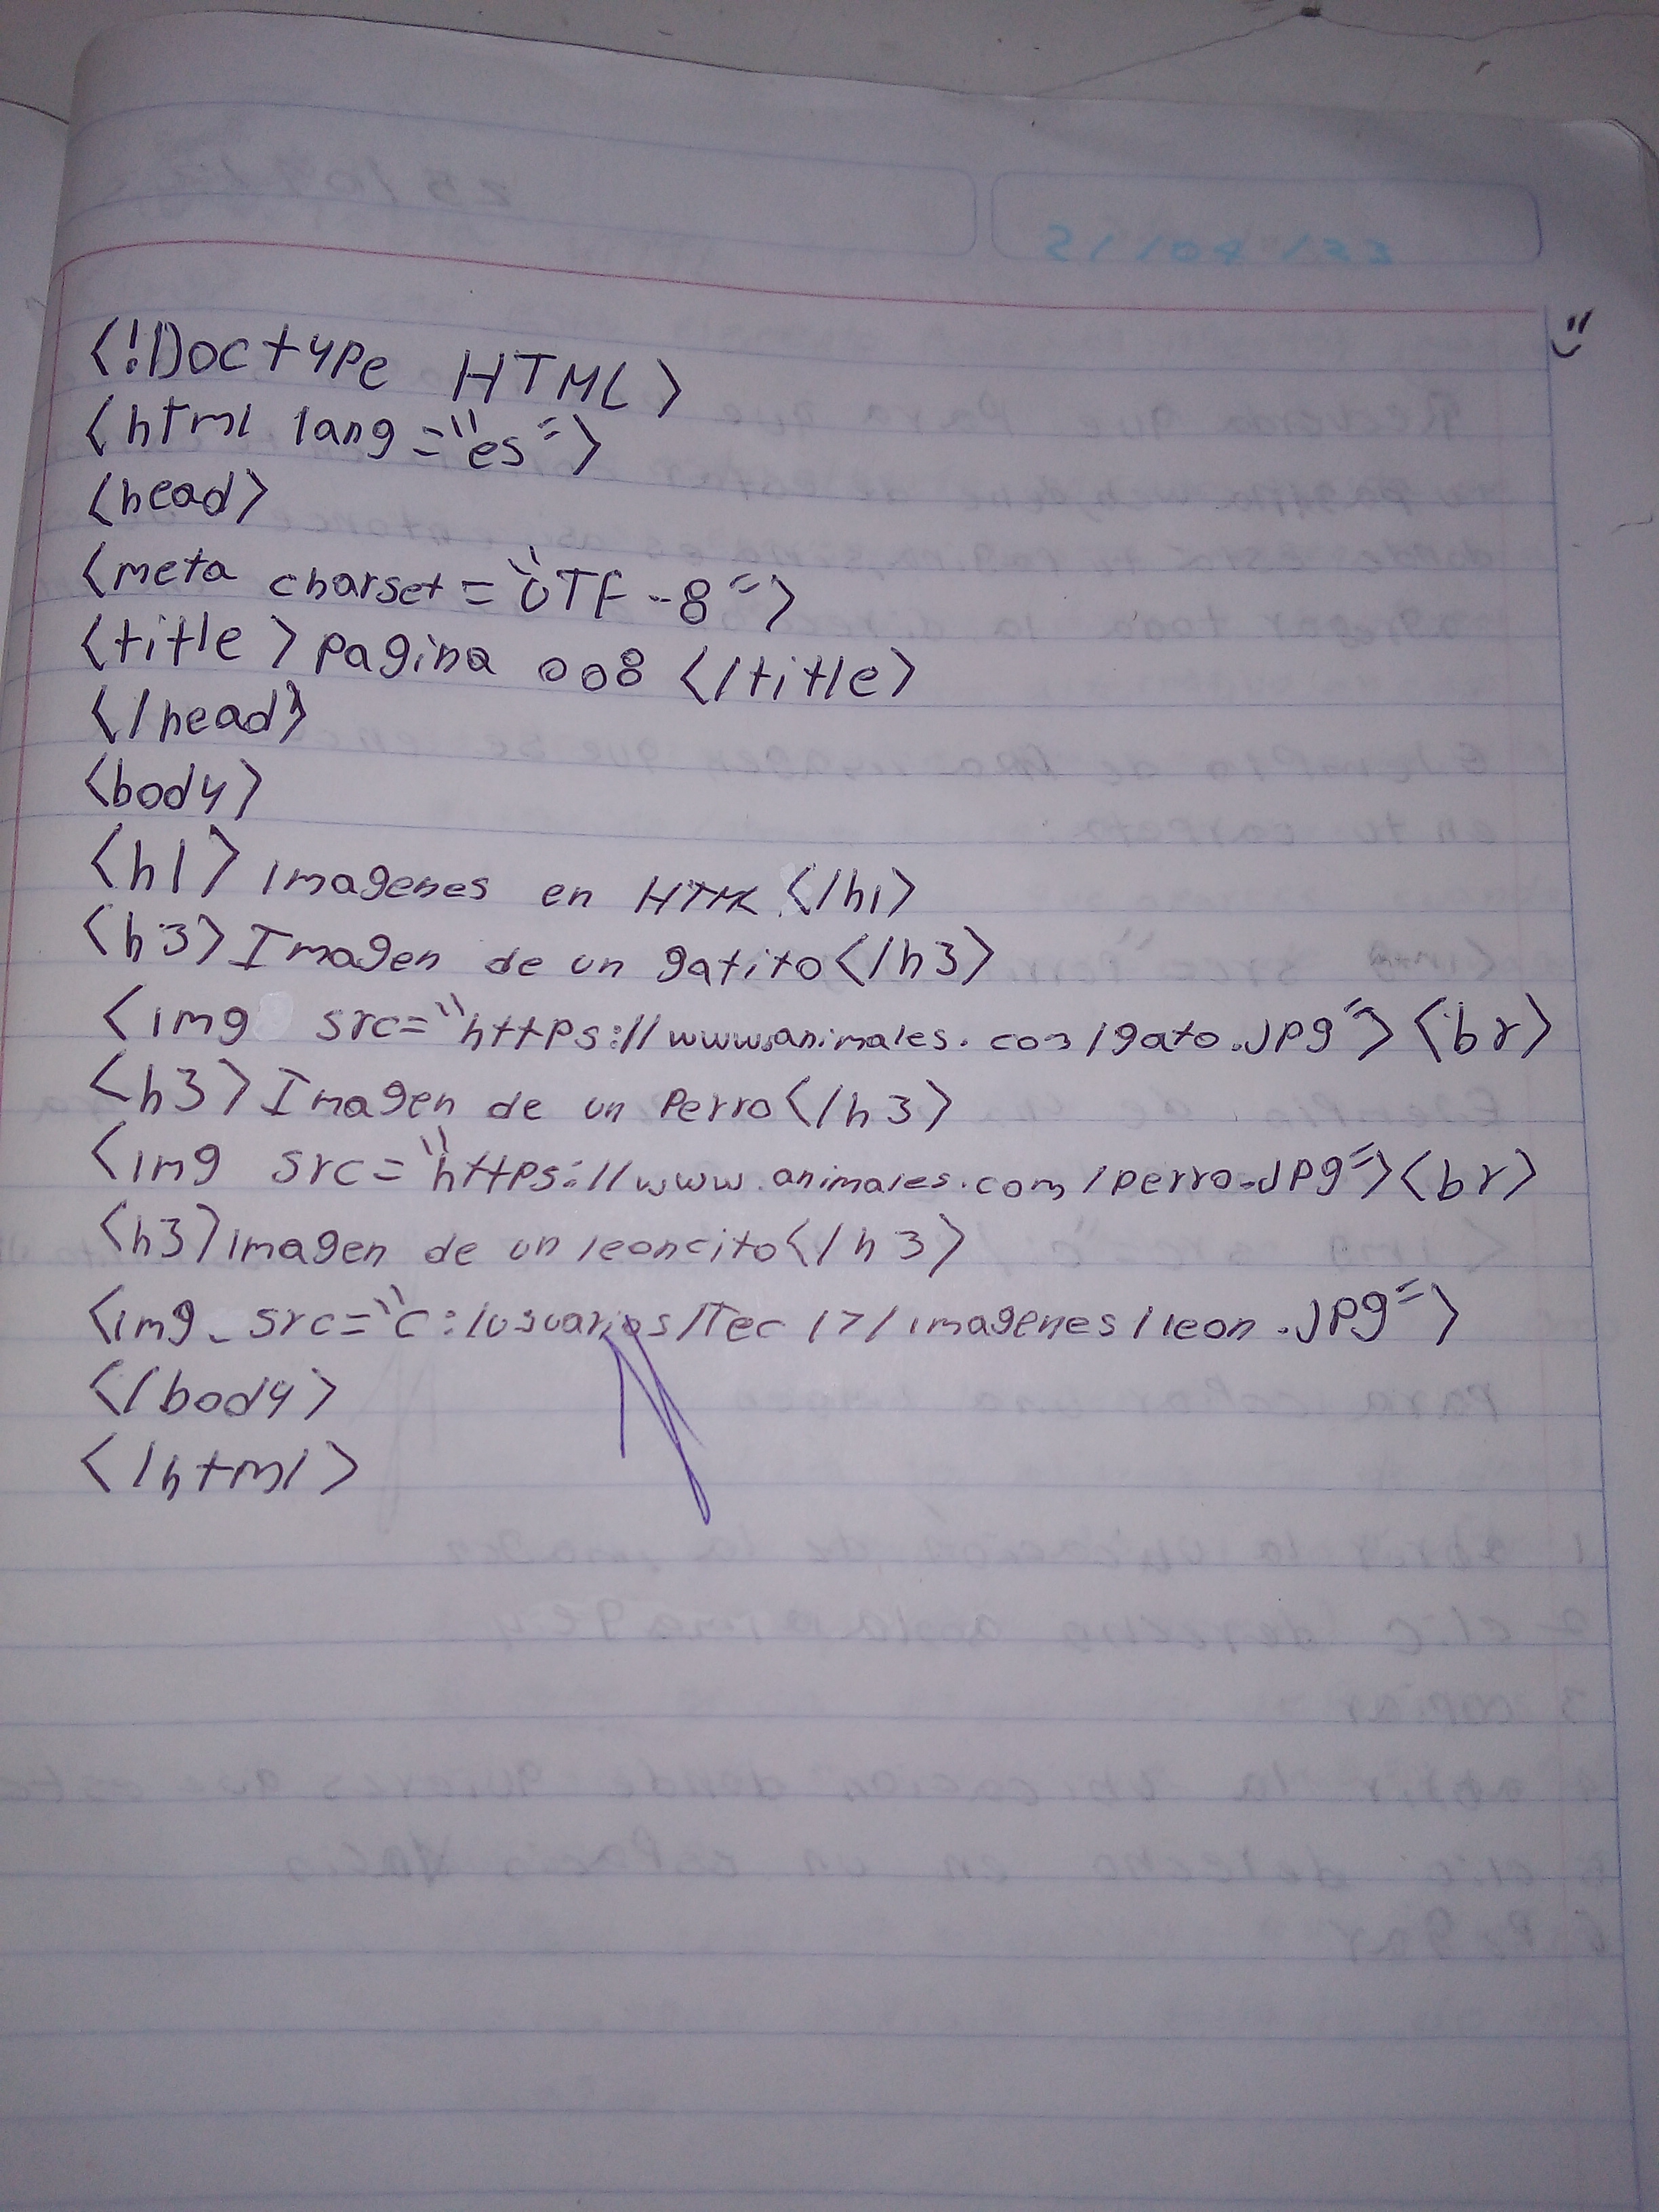 <!Doctype HTML>
<html lang="es">
<head>
<meta charset="UTF-8">
<title>pagina 008</title>
</head>
<body>
<h1> Imagenes en HTML </h1>
<h3> Imagen de un gatito</h3>
<img src="https://www.animales.com/gato.jpg"><br>
<h3> Imagen de un Perro</h3>
<img src="https://www.animales.com/perro.jpg"><br>
<h3>imagen de un leoncito</h3>
<img src="C:/usuarios/Tec 17/imagenes/leon.jpg">
</body>
</html>